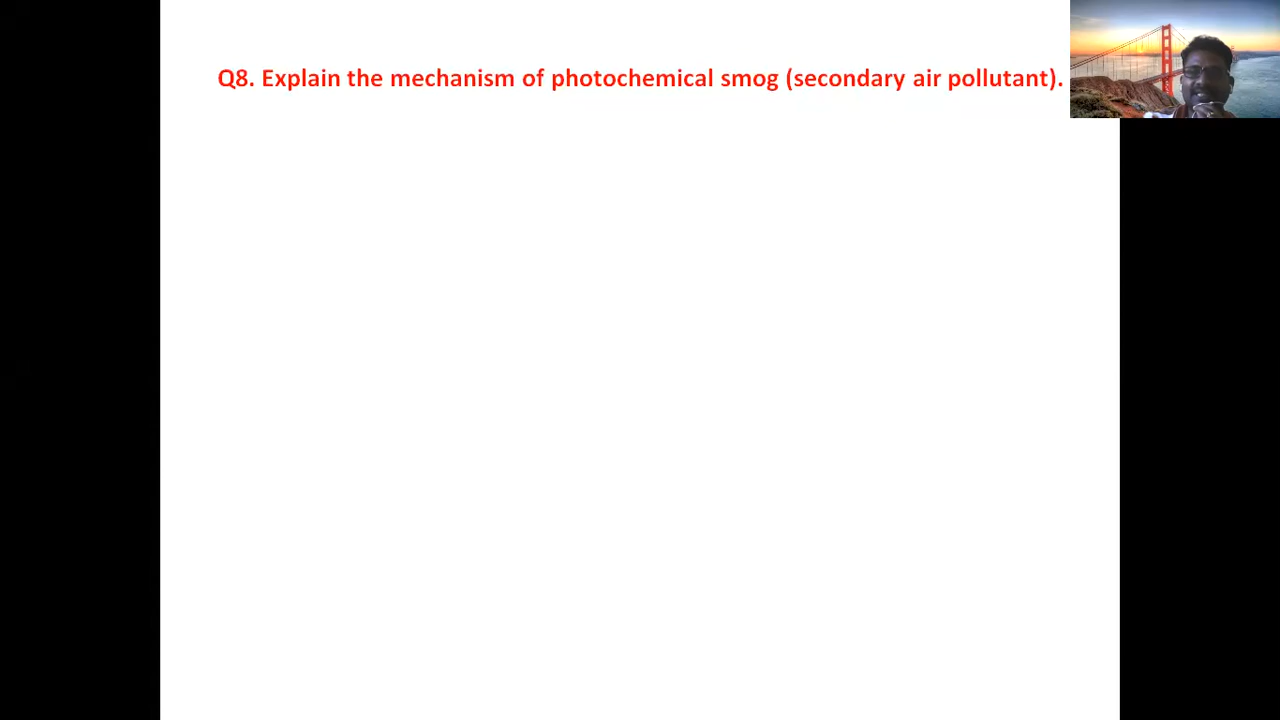 Q8. Explain the mechanism of photochemical smog (secondary air pollutant).